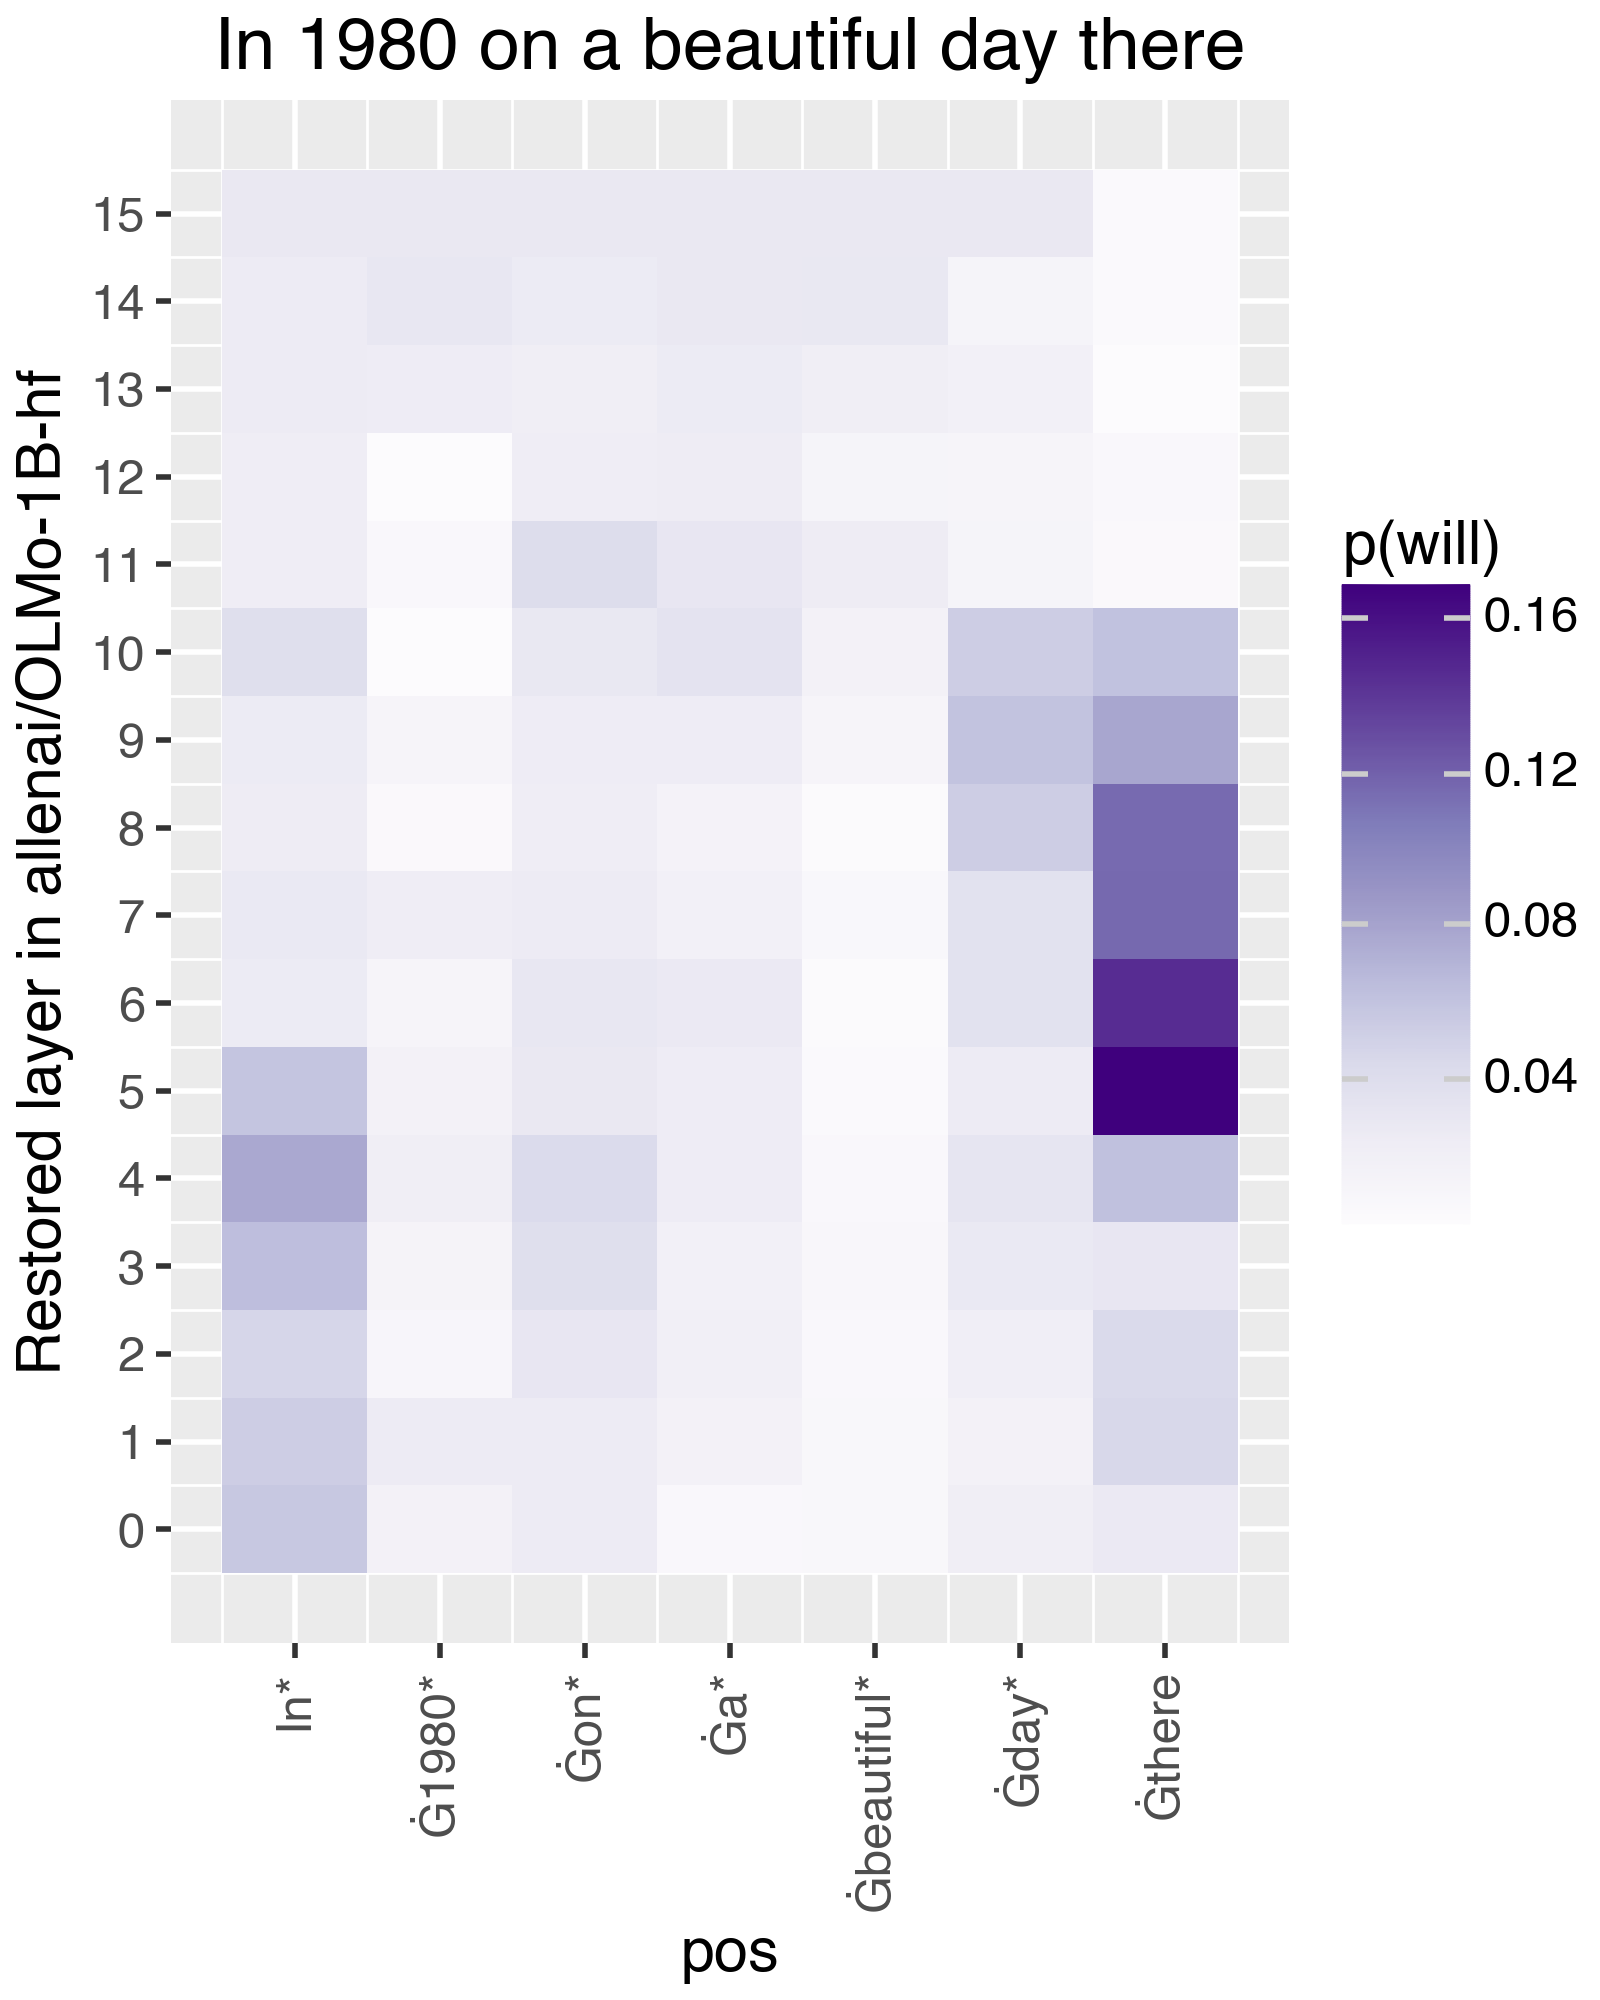 In 1980 on a beautiful day there
Restored layer in allenai/OLMo-1B-hf
15
14
13
12
11
10
9
8
7
6
5
4
3
2
1
0
In*
Ġ1980*
Ġon*
Ġa*
Ġbeautiful*
Ġday*
Ġthere
pos
p(will)
0.16
0.12
0.08
0.04